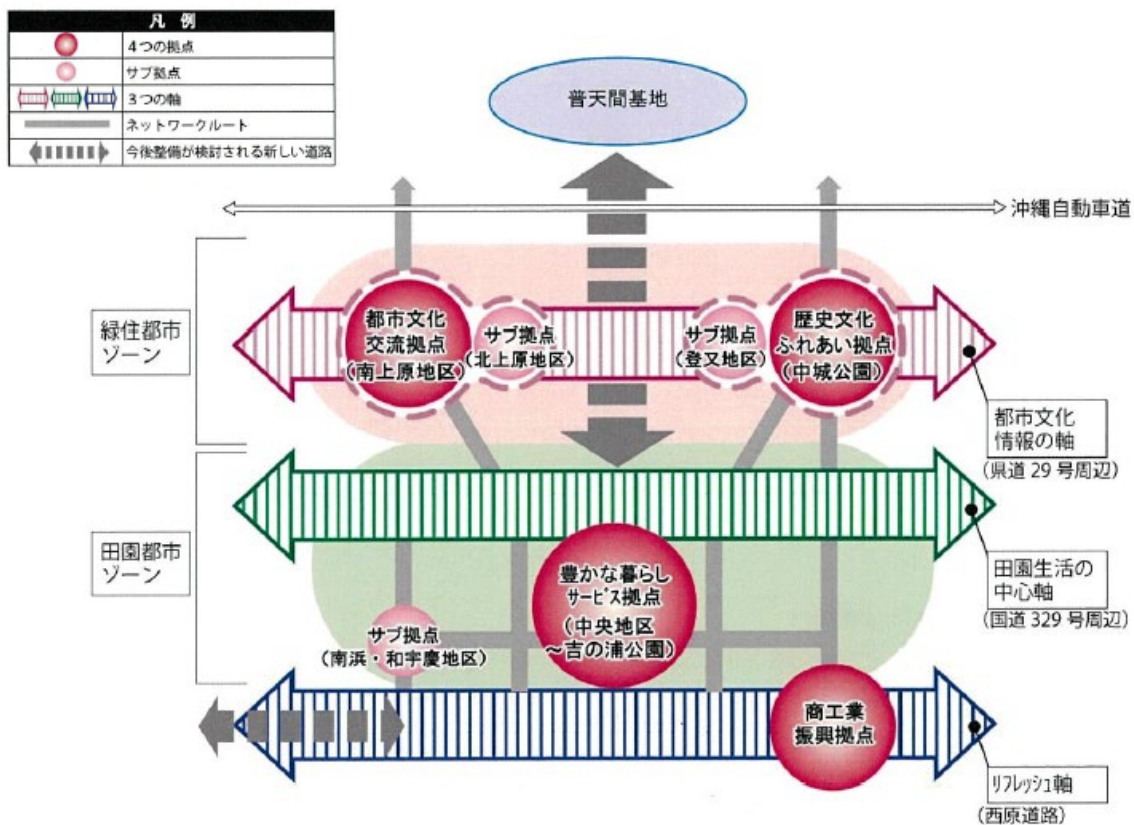 凡 例
4つの拠点
サブ拠点
3つの軸
ネットワークルート
今後整備が検討される新しい道路
普天間基地
沖縄自動車道
緑住都市
ゾーン
都市文化
交流拠点
(南上原地区)
サブ拠点
(北上原地区)
サブ拠点
(登又地区)
歴史文化
ふれあい拠点
(中城公園)
都市文化
情報の軸
(県道29号周辺)
田園都市
ゾーン
豊かな暮らし
サービス拠点
(中央地区
~吉の浦公園)
田園生活の
中心軸
(国道329号周辺)
サブ拠点
(南浜・和宇慶地区)
商工業
振興拠点
リフレッシュ軸
(西原道路)